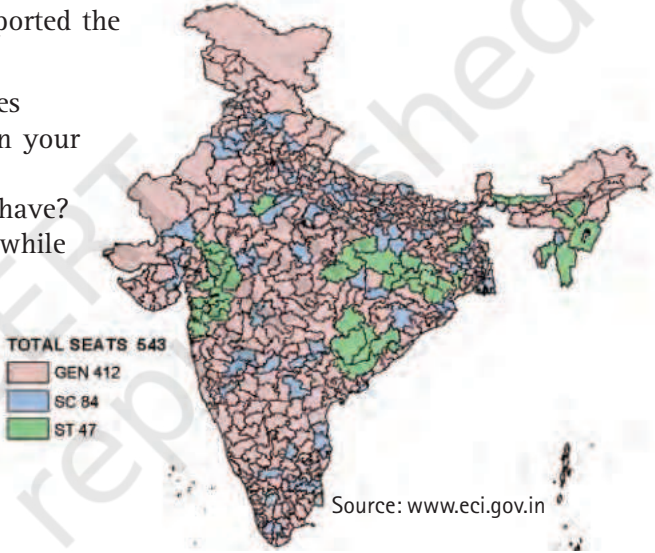 ported the
es
n your
have?
while
TOTAL SEATS 543
GEN 412
SC 84
ST 47
Source: www.eci.gov.in
republished